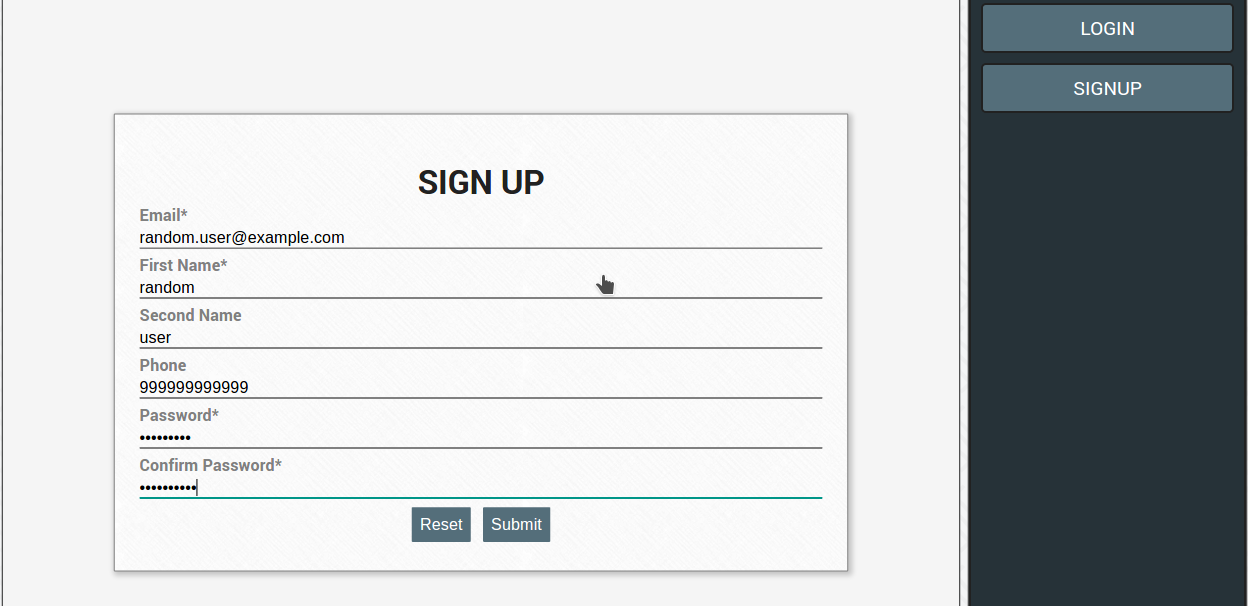 LOGIN
SIGNUP
SIGN UP
Email*
random.user@example.com
First Name*
random
Second Name
user
Phone
999999999999
Password*
•••••••••
Confirm Password*
••••••••••
Reset Submit